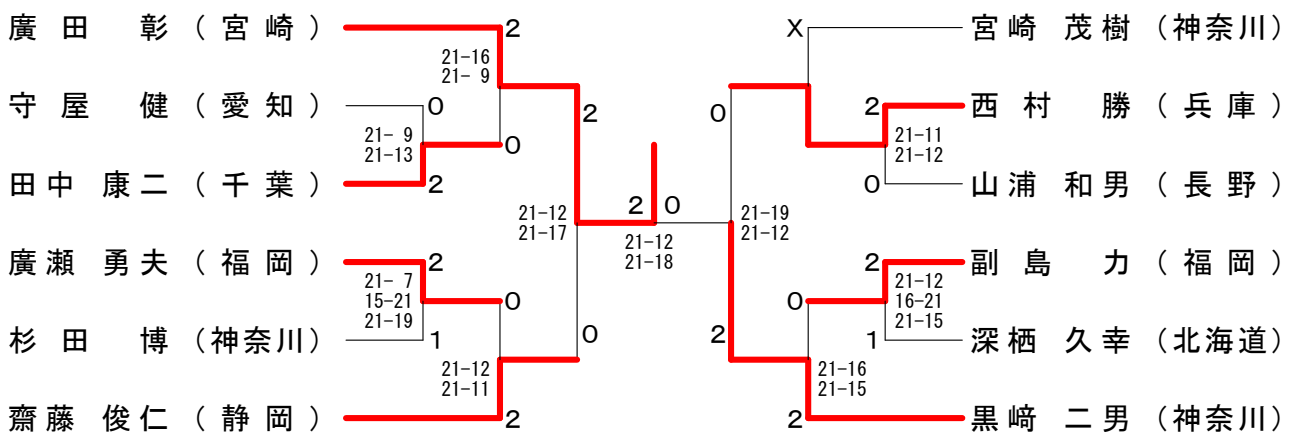 廣田 彰 (宮崎) 2 X 宮崎 茂樹 (神奈川)
21-16
21- 9
守屋 健 (愛知) 0 2 0 2 西村 勝 (兵庫)
21- 9 21-11
21-13 0 21-12
田中 康二 (千葉) 2 0 山浦 和男 (長野)
21-12 2 0 21-19
21-17 21-12 21-12
21-18
廣瀬 勇夫 (福岡) 2 2 副島 力 (福岡)
21- 7 21-12
15-21 0 0 16-21
21-19 21-15
杉田 博 (神奈川) 1 0 2 1 深栖 久幸 (北海道)
21-12 21-16
21-11 21-15
齋藤 俊仁 (静岡) 2 2 黒﨑 二男 (神奈川)